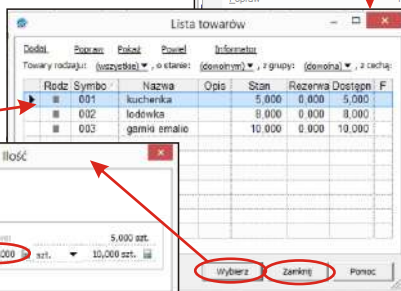 Lista towarów
Dodaj Popraw Pokaż Powiel Informator
Towary rodzaju: (wszystkie) , o stanie: (dowolnym) , z grupy: (dowolna) , z cechą:
Rodz Symbo Nazwa Opis Stan Rezerwa Dostępn F
001 kuchenka 5,000 0,000 5,000
002 lodówka 8,000 0,000 8,000
003 garnki emalio 10,000 0,000 10,000
Ilość
5,000 szt.
000 szt. 10,000 szt.
Wybierz Zamknij Pomoc